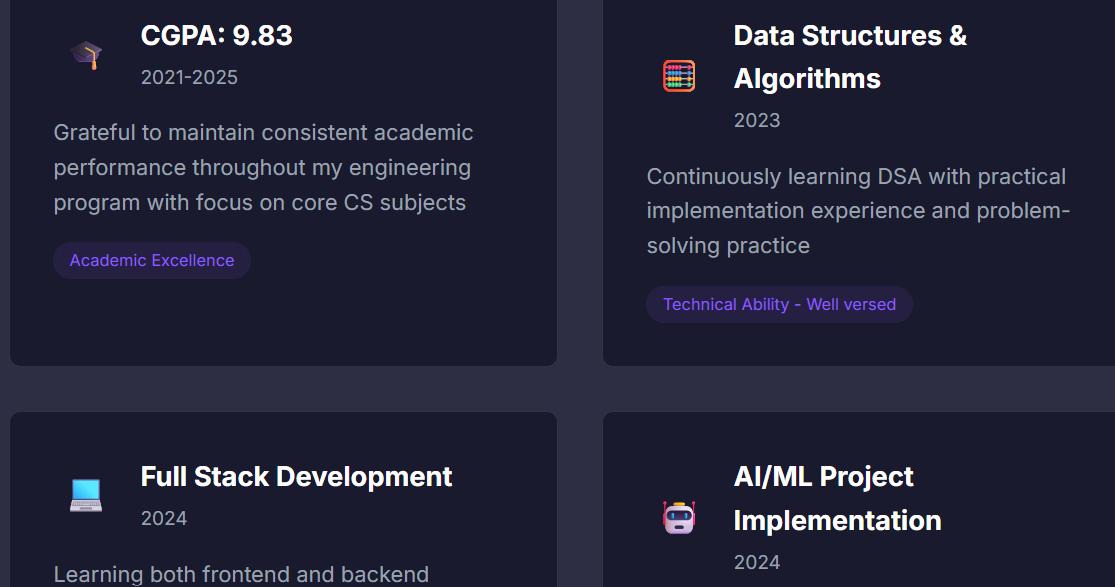 CGPA: 9.83
2021-2025
Grateful to maintain consistent academic
performance throughout my engineering
program with focus on core CS subjects
Academic Excellence
Data Structures &
Algorithms
2023
Continuously learning DSA with practical
implementation experience and problem-
solving practice
Technical Ability - Well versed
Full Stack Development
2024
Learning both frontend and backend
AI/ML Project
Implementation
2024